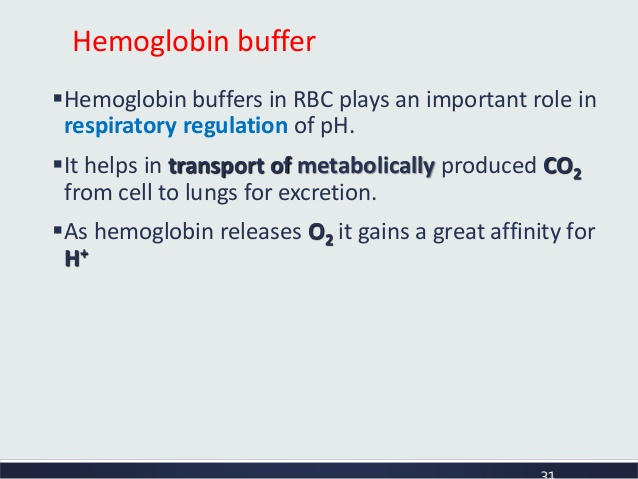 Hemoglobin buffer
▪Hemoglobin buffers in RBC plays an important role in
respiratory regulation of pH.
▪It helps in transport of metabolically produced CO₂
from cell to lungs for excretion.
▪As hemoglobin releases O₂ it gains a great affinity for
H⁺
31